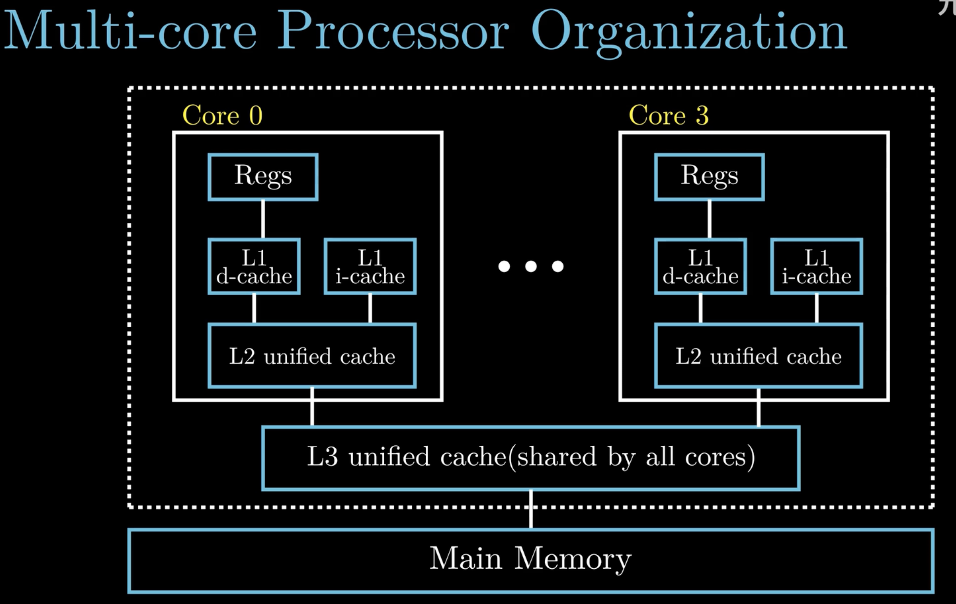 Multi-core Processor Organization
Core 0
Core 3
Regs
Regs
L1
d-cache
L1
i-cache
L1
d-cache
L1
i-cache
L2 unified cache
L2 unified cache
L3 unified cache(shared by all cores)
Main Memory